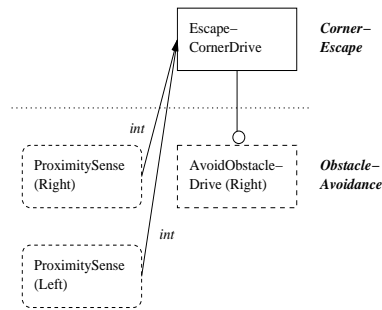 Escape–
CornerDrive
Corner–
Escape
int
ProximitySense
(Right)
AvoidObstacle–
Drive (Right)
Obstacle–
Avoidance
int
ProximitySense
(Left)